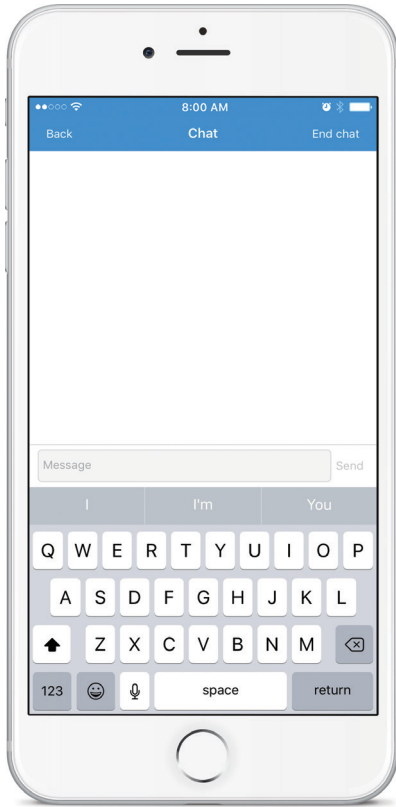 8:00 AM
Back Chat End chat
Message Send
I I'm You
Q W E R T Y U I O P
A S D F G H J K L
Z X C V B N M
123 space return